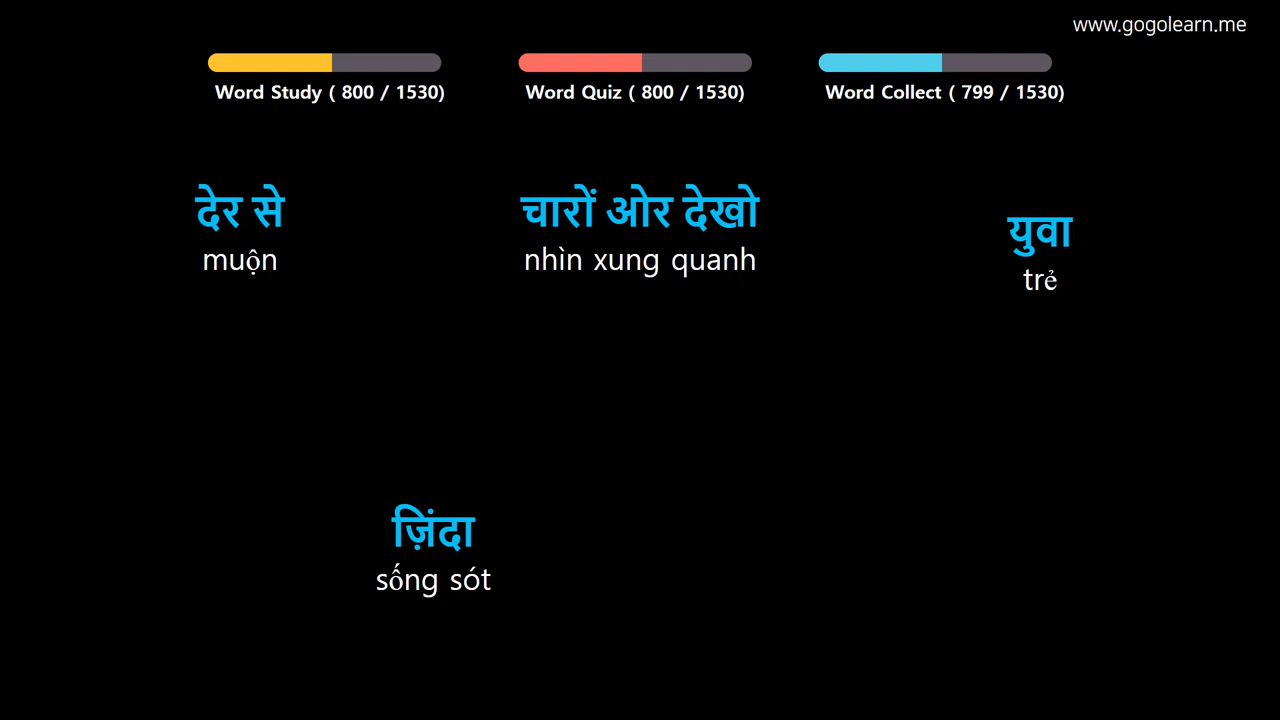 www.gogolearn.me
Word Study ( 800 / 1530)
Word Quiz ( 800 / 1530)
Word Collect ( 799 / 1530)
देर से
muộn
चारों ओर देखो
nhìn xung quanh
युवा
trẻ
ज़िंदा
sống sót